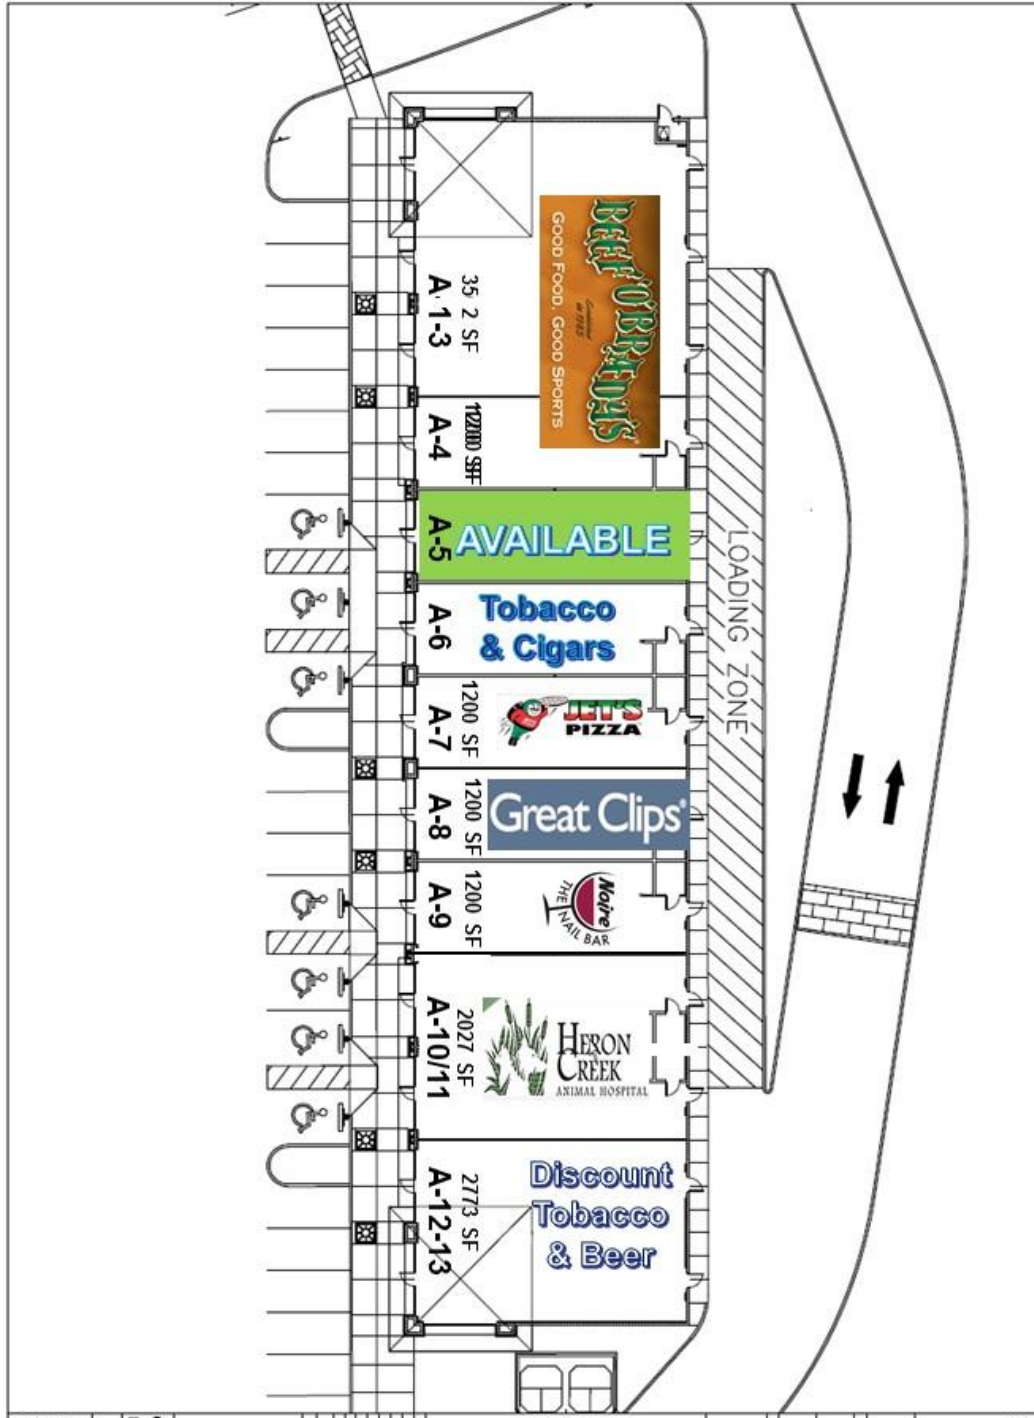 BEEF 'O' BRADY'S
GOOD FOOD, GOOD SPORTS
A 1-3
A-4
A-5
AVAILABLE
A-6
Tobacco
& Cigars
A-7
1200 SF
JET'S
PIZZA
A-8
1200 SF
Great Clips®
A-9
1200 SF
Noire
THE NAIL BAR
A-10/11
2027 SF
HERON
CREEK
ANIMAL HOSPITAL
A-12-13
2773 SF
Discount
Tobacco
& Beer
LOADING ZONE